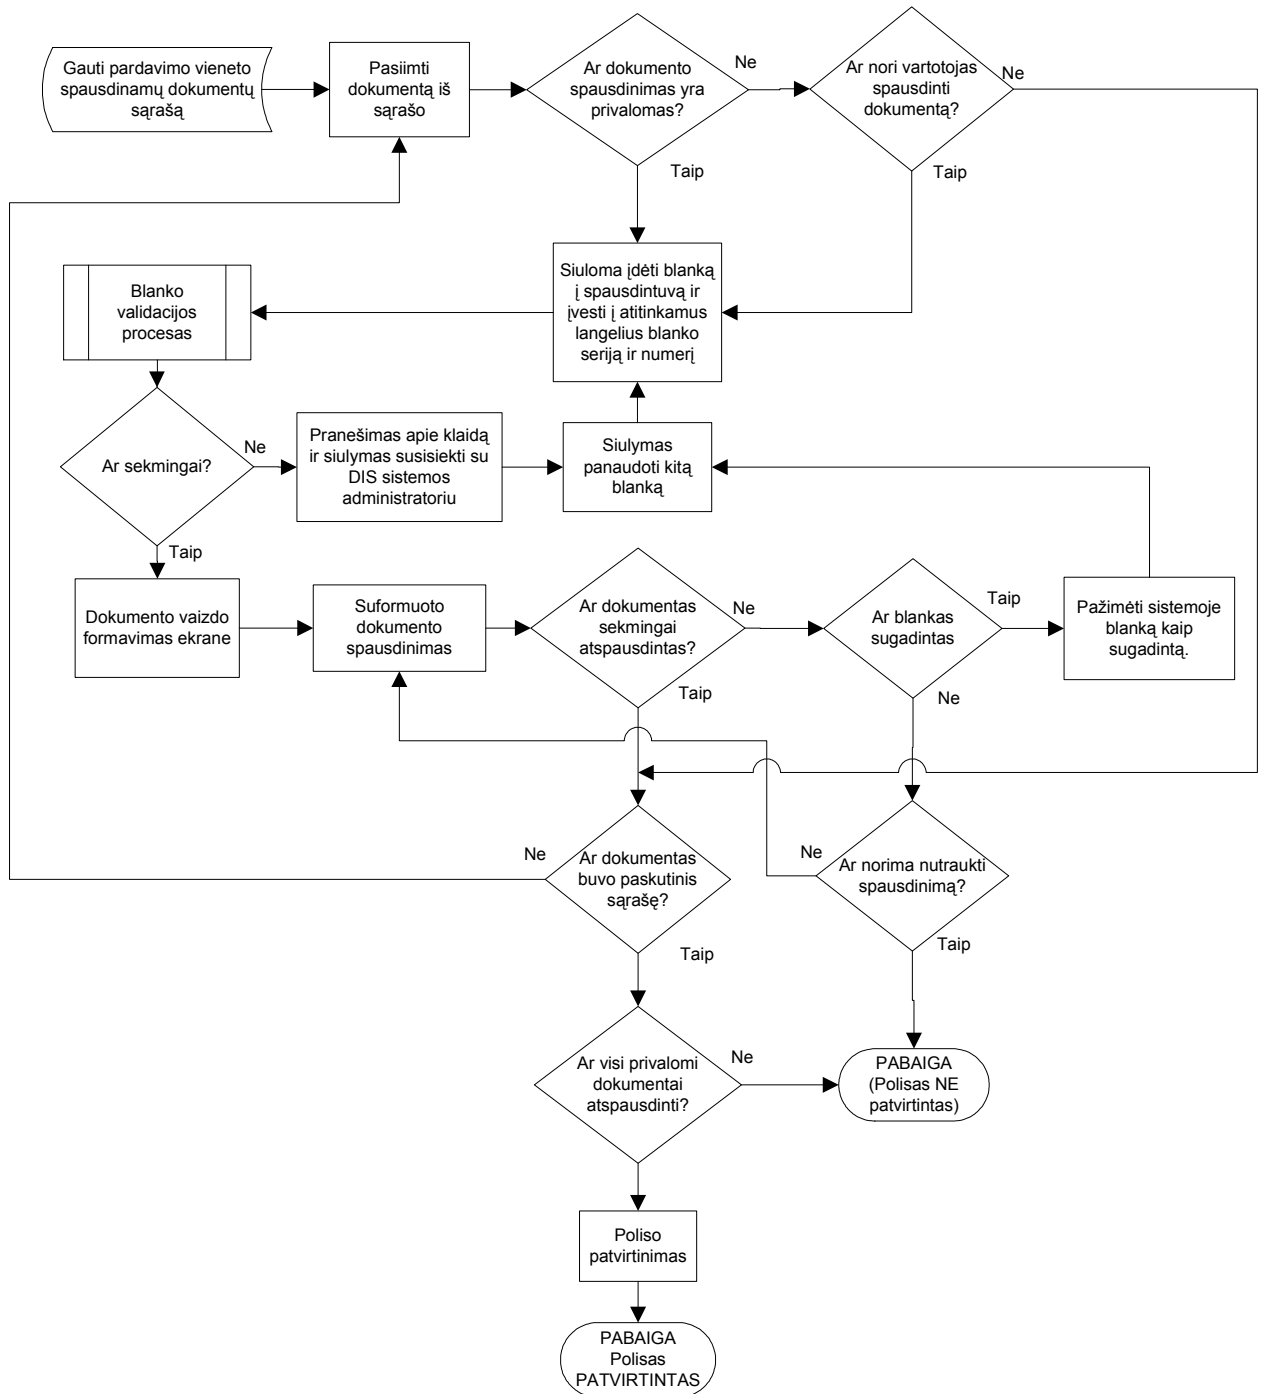 Gauti pardavimo vieneto
spausdinamų dokumentų
sąrašą
Pasiimti
dokumentą iš
sąrašo
Ar dokumento
spausdinimas yra
privalomas?
Ne
Taip
Ar nori vartotojas
spausdinti
dokumentą?
Ne
Taip
Siuloma įdėti blanką
į spausdintuvą ir
įvesti į atitinkamus
langelius blanko
seriją ir numerį
Blanko
validacijos
procesas
Ar sekmingai?
Ne
Taip
Pranešimas apie klaidą
ir siulymas susisiekti su
DIS sistemos
administratoriu
Siulymas
panaudoti kitą
blanką
Dokumento vaizdo
formavimas ekrane
Suformuoto
dokumento
spausdinimas
Ar dokumentas
sekmingai
atspausdintas?
Ne
Taip
Ar blankas
sugadintas
Taip
Ne
Pažimėti sistemoje
blanką kaip
sugadintą.
Ne
Ar dokumentas
buvo paskutinis
sąrašę?
Taip
Ne
Ar norima nutraukti
spausdinimą?
Taip
Ar visi privalomi
dokumentai
atspausdinti?
Ne
PABAIGA
(Polisas NE
patvirtintas)
Poliso
patvirtinimas
PABAIGA
Polisas
PATVIRTINTAS